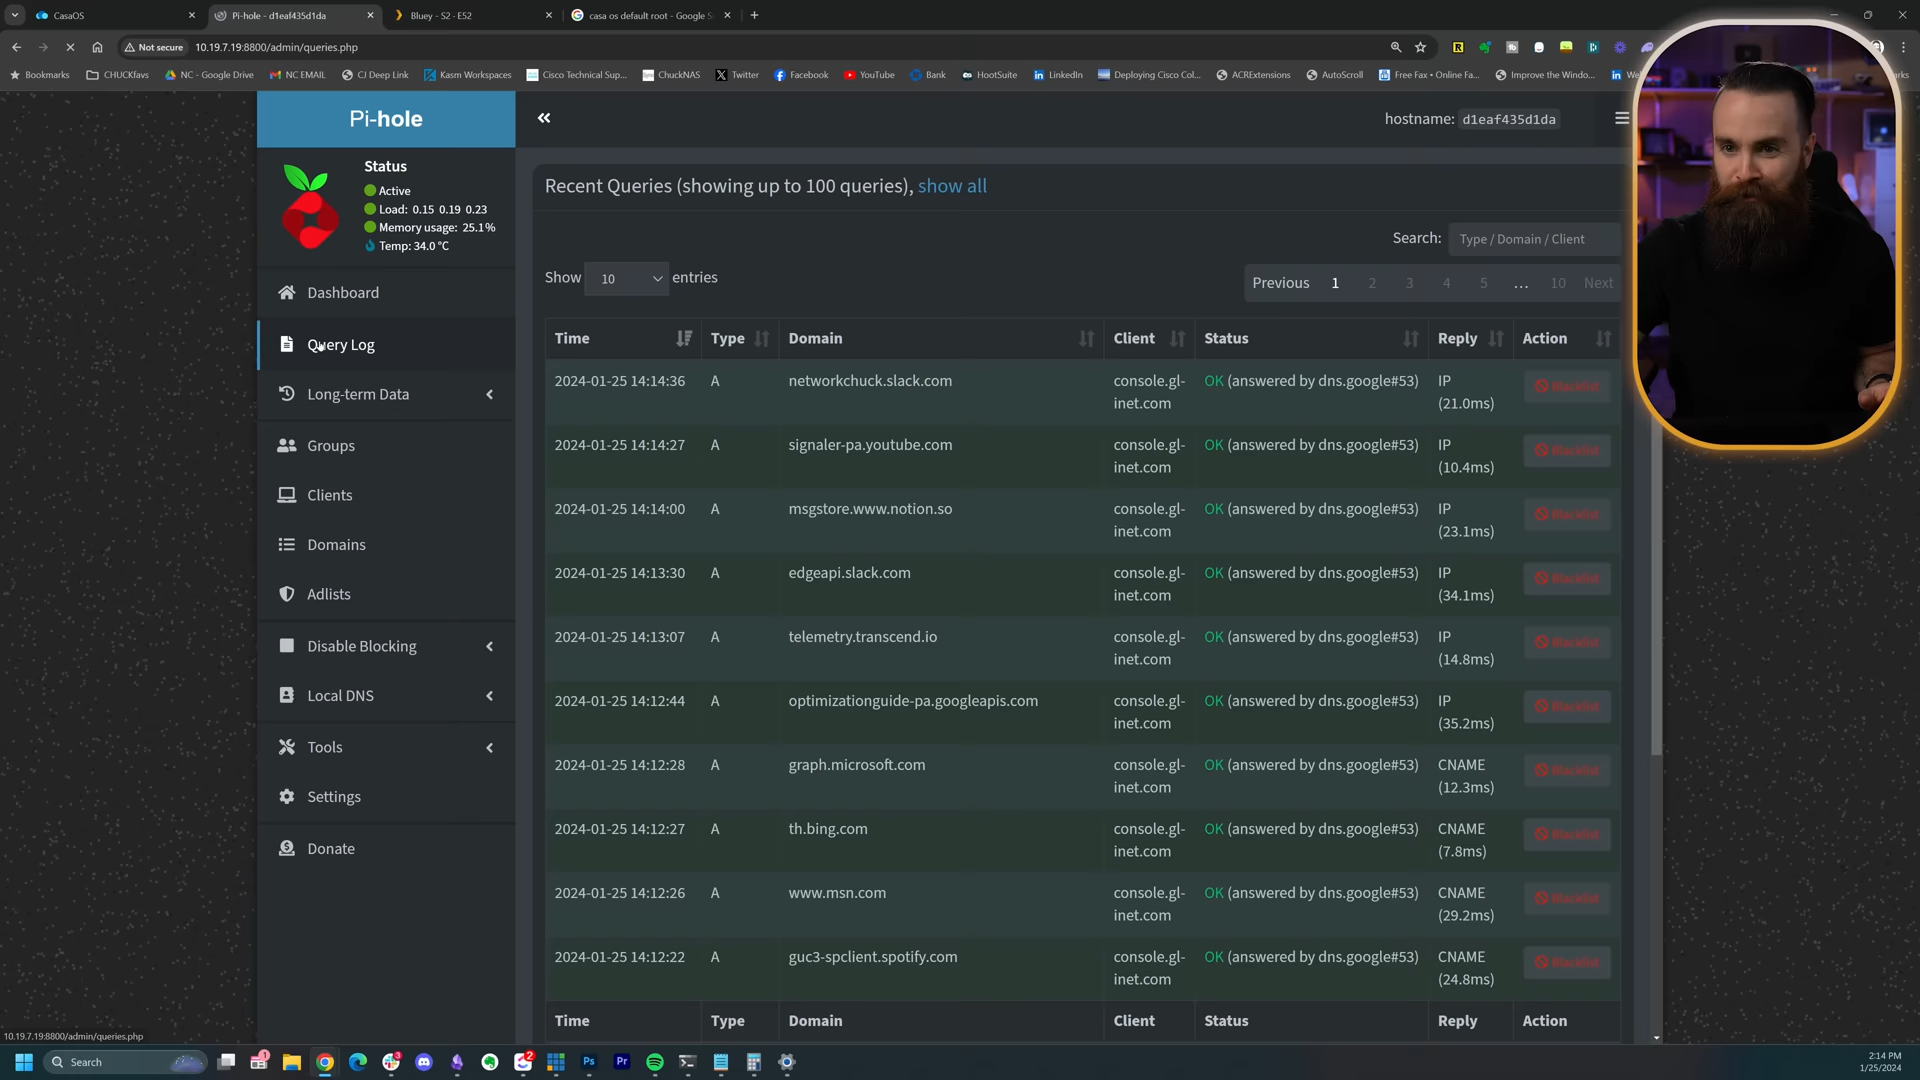 CasaOS
Pi-hole - d1eaf435d1da
Bluey - S2 · E52
casa os default root - Google S
Not secure
10.19.7.19:8800/admin/queries.php
Bookmarks
CHUCKfavs
NC - Google Drive
NC EMAIL
CJ Deep Link
Kasm Workspaces
Cisco Technical Sup...
ChuckNAS
Twitter
Facebook
YouTube
Bank
HootSuite
LinkedIn
Deploying Cisco Col...
ACRExtensions
AutoScroll
Free Fax • Online Fa...
Improve the Window...
Pi-hole
hostname: d1eaf435d1da
Status
Active
Load: 0.15 0.19 0.23
Memory usage: 25.1%
Temp: 34.0 °C
Dashboard
Query Log
Long-term Data
Groups
Clients
Domains
Adlists
Disable Blocking
Local DNS
Tools
Settings
Donate
Recent Queries (showing up to 100 queries), show all
Search: Type / Domain / Client
Show 10 entries
Previous 1 2 3 4 5 … 10 Next
Time Type Domain Client Status Reply Action
2024-01-25 14:14:36 A networkchuck.slack.com console.gl- OK (answered by dns.google#53) IP Blacklist
inet.com (21.0ms)
2024-01-25 14:14:27 A signaler-pa.youtube.com console.gl- OK (answered by dns.google#53) IP Blacklist
inet.com (10.4ms)
2024-01-25 14:14:00 A msgstore.www.notion.so console.gl- OK (answered by dns.google#53) IP Blacklist
inet.com (23.1ms)
2024-01-25 14:13:30 A edgeapi.slack.com console.gl- OK (answered by dns.google#53) IP Blacklist
inet.com (34.1ms)
2024-01-25 14:13:07 A telemetry.transcend.io console.gl- OK (answered by dns.google#53) IP Blacklist
inet.com (14.8ms)
2024-01-25 14:12:44 A optimizationguide-pa.googleapis.com console.gl- OK (answered by dns.google#53) IP Blacklist
inet.com (35.2ms)
2024-01-25 14:12:28 A graph.microsoft.com console.gl- OK (answered by dns.google#53) CNAME Blacklist
inet.com (12.3ms)
2024-01-25 14:12:27 A th.bing.com console.gl- OK (answered by dns.google#53) CNAME Blacklist
inet.com (7.8ms)
2024-01-25 14:12:26 A www.msn.com console.gl- OK (answered by dns.google#53) CNAME Blacklist
inet.com (29.2ms)
2024-01-25 14:12:22 A guc3-spclient.spotify.com console.gl- OK (answered by dns.google#53) CNAME Blacklist
inet.com (24.8ms)
Time Type Domain Client Status Reply Action
10.19.7.19:8800/admin/queries.php
Search
2:14 PM
1/25/2024